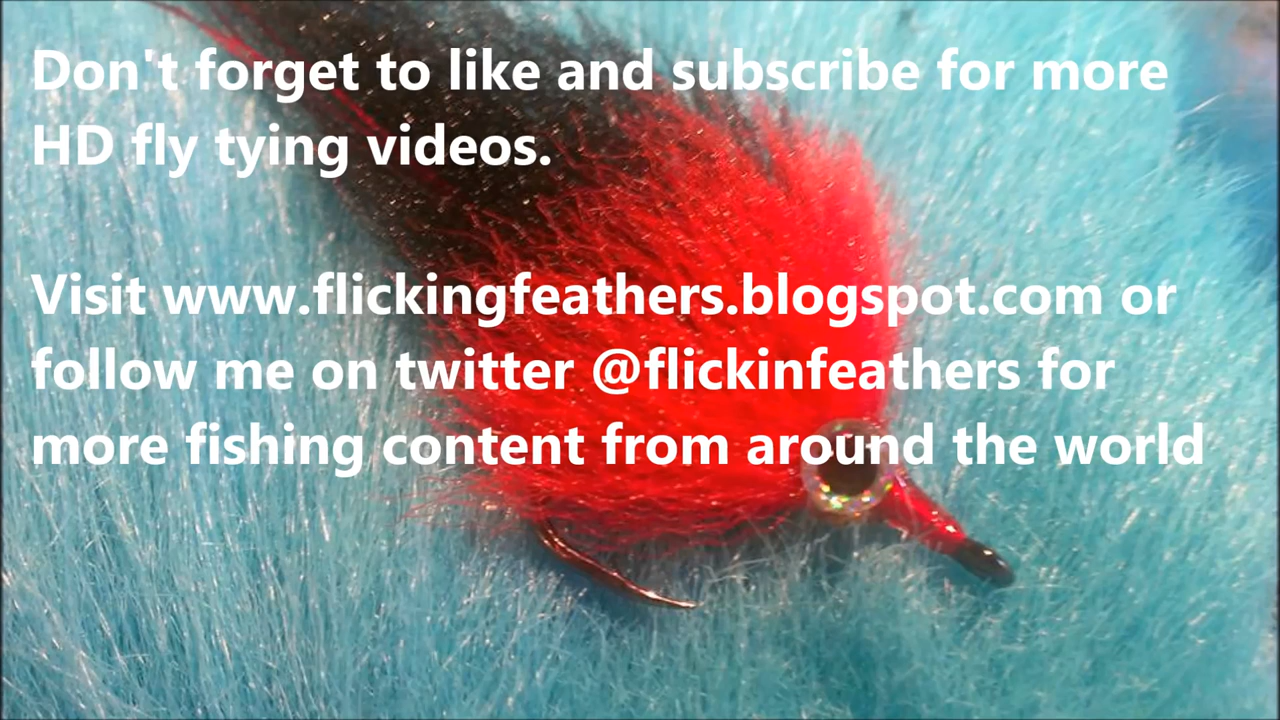 Don't forget to like and subscribe for more
HD fly tying videos.
Visit www.flickingfeathers.blogspot.com or
follow me on twitter @flickinfeathers for
more fishing content from around the world